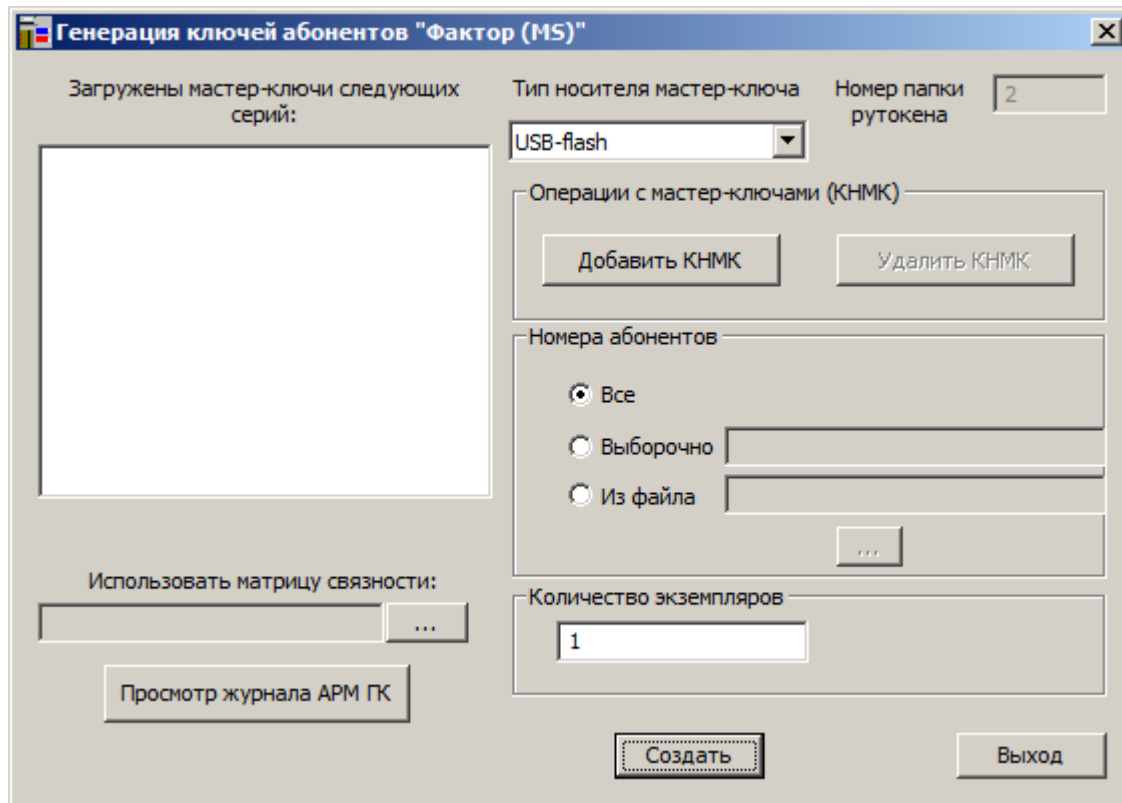 Генерация ключей абонентов "Фактор (MS)"
Загружены мастер-ключи следующих
серий:
Тип носителя мастер-ключа
USB-flash
Номер папки
рутокена
2
Операции с мастер-ключами (КНМК)
Добавить КНМК
Удалить КНМК
Номера абонентов
Все
Выборочно
Из файла
...
Использовать матрицу связности:
...
Просмотр журнала АРМ ГК
Количество экземпляров
1
Создать
Выход